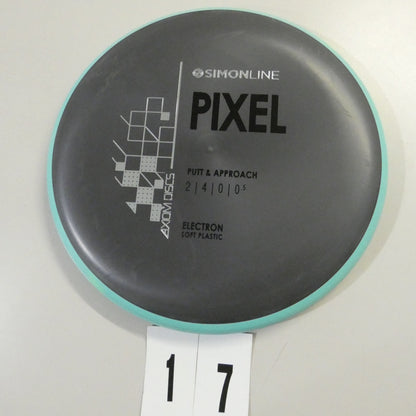 SIMONLINE
PIXEL
PUTT & APPROACH
2 | 4 | 0 | 0.5
ELECTRON
SOFT PLASTIC
AXIOM DISCS
1 7